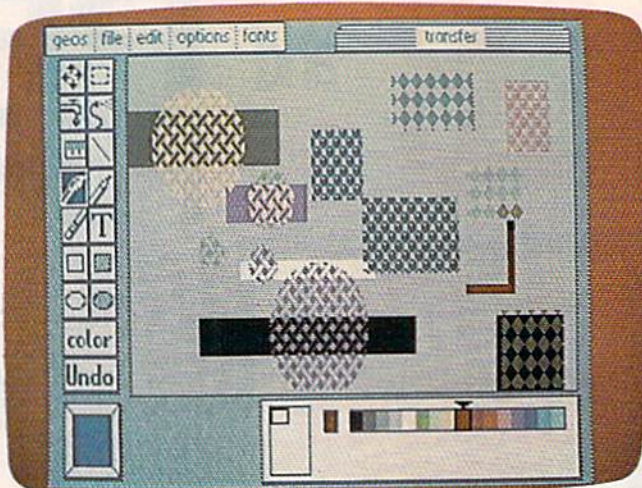 geos file edit options fonts
transfer
T
color
Undo